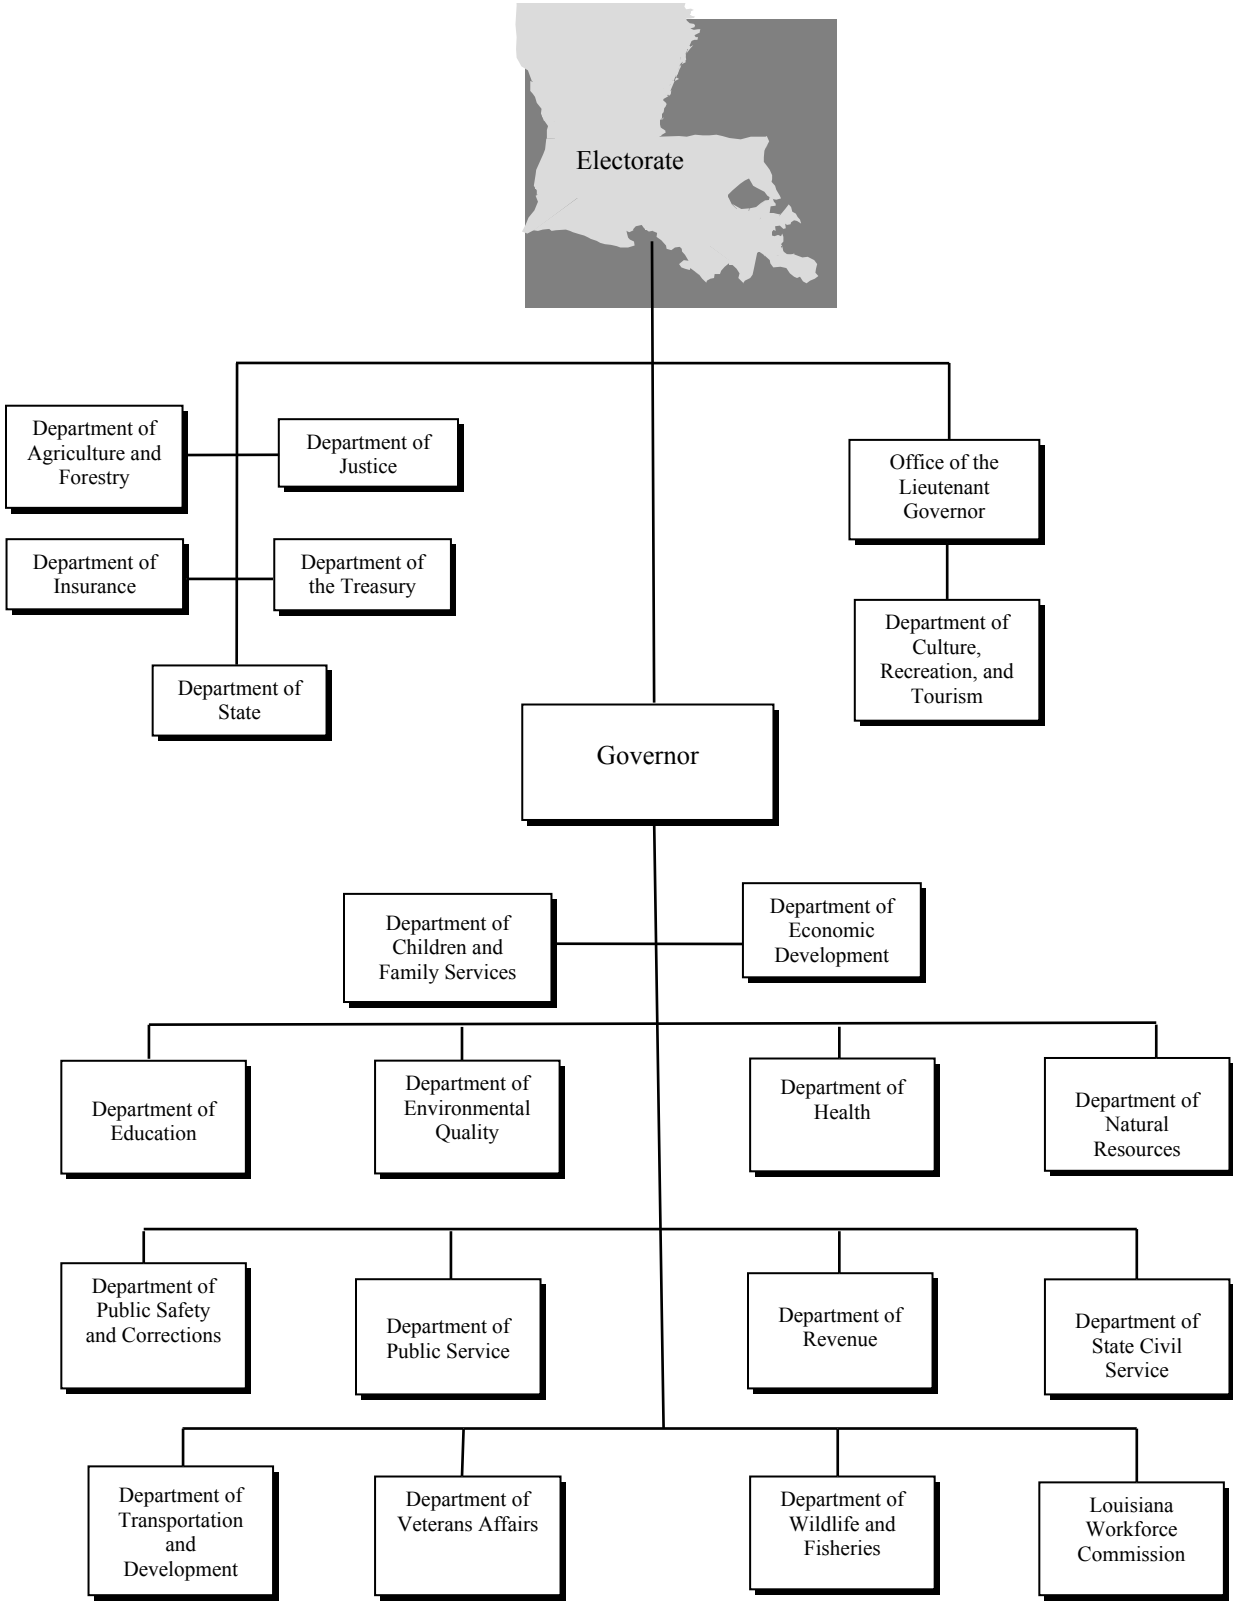 Electorate
Department of
Agriculture and
Forestry
Department of
Justice
Office of the
Lieutenant
Governor
Department of
Insurance
Department of
the Treasury
Department of
Culture,
Recreation, and
Tourism
Department of
State
Governor
Department of
Children and
Family Services
Department of
Economic
Development
Department of
Education
Department of
Environmental
Quality
Department of
Health
Department of
Natural
Resources
Department of
Public Safety
and Corrections
Department of
Public Service
Department of
Revenue
Department of
State Civil
Service
Department of
Transportation
and
Development
Department of
Veterans Affairs
Department of
Wildlife and
Fisheries
Louisiana
Workforce
Commission